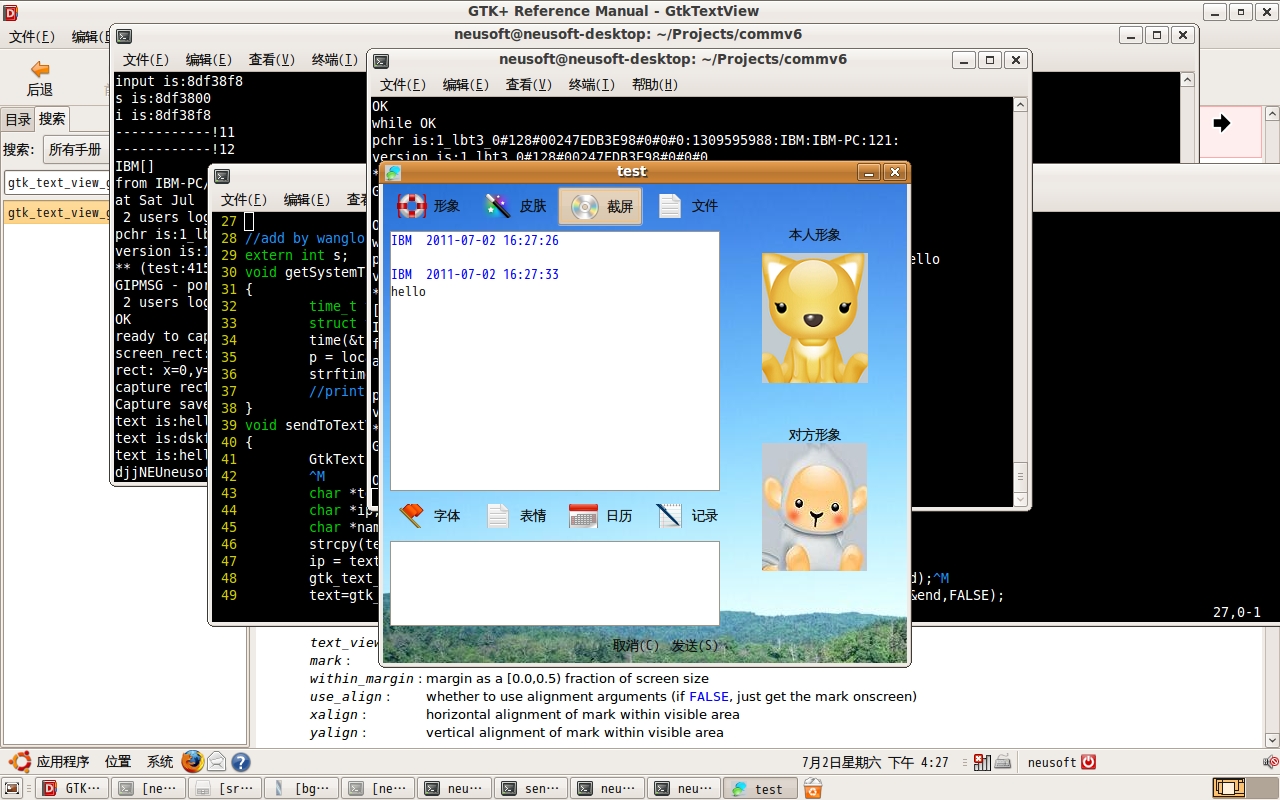 GTK+ Reference Manual - GtkTextView
文件(F) 编辑(E)
后退
目录 搜索
搜索: 所有手册
gtk_text_view_g
gtk_text_view_g
neusoft@neusoft-desktop: ~/Projects/commv6
文件(F) 编辑(E) 查看(V) 终端(T)
input is:8df38f8
s is:8df3800
i is:8df38f8
------------!11
------------!12
IBM[]
from IBM-PC/
at Sat Jul
2 users log
pchr is:1_lb
version is:1
** (test:415
GIPMSG - por
2 users log
OK
ready to cap
screen_rect:
rect: x=0,y=
capture rect
Capture save
text is:hell
text is:dskf
text is:hell
djjNEUneusof
neusoft@neusoft-desktop: ~/Projects/commv6
文件(F) 编辑(E) 查看(V) 终端(T) 帮助(H)
OK
while OK
pchr is:1_lbt3_0#128#00247EDB3E98#0#0#0:1309595988:IBM:IBM-PC:121:
version is:1_lbt3_0#128#00247EDB3E98#0#0#0
ello
文件(F) 编辑(E) 查看
27
28 //add by wanglo
29 extern int s;
30 void getSystemT
31 {
32 time_t
33 struct
34 time(&t
35 p = loc
36 strftim
37 //print
38 }
39 void sendToText
40 {
41 GtkText
42 ^M
43 char *t
44 char *ip,
45 char *nam
46 strcpy(te
47 ip = text
48 gtk_text_ d);^M
49 text=gtk_ &end,FALSE);
27,0-1
test
形象 皮肤 截屏 文件
IBM 2011-07-02 16:27:26
IBM 2011-07-02 16:27:33
hello
本人形象
对方形象
字体 表情 日历 记录
取消(C) 发送(S)
text_view
mark :
within_margin : margin as a [0.0,0.5) fraction of screen size
use_align : whether to use alignment arguments (if FALSE, just get the mark onscreen)
xalign : horizontal alignment of mark within visible area
yalign : vertical alignment of mark within visible area
应用程序 位置 系统 7月2日星期六 下午 4:27 neusoft
GTK··· [ne··· [sr··· [bg··· [ne··· neu··· sen··· neu··· neu··· test